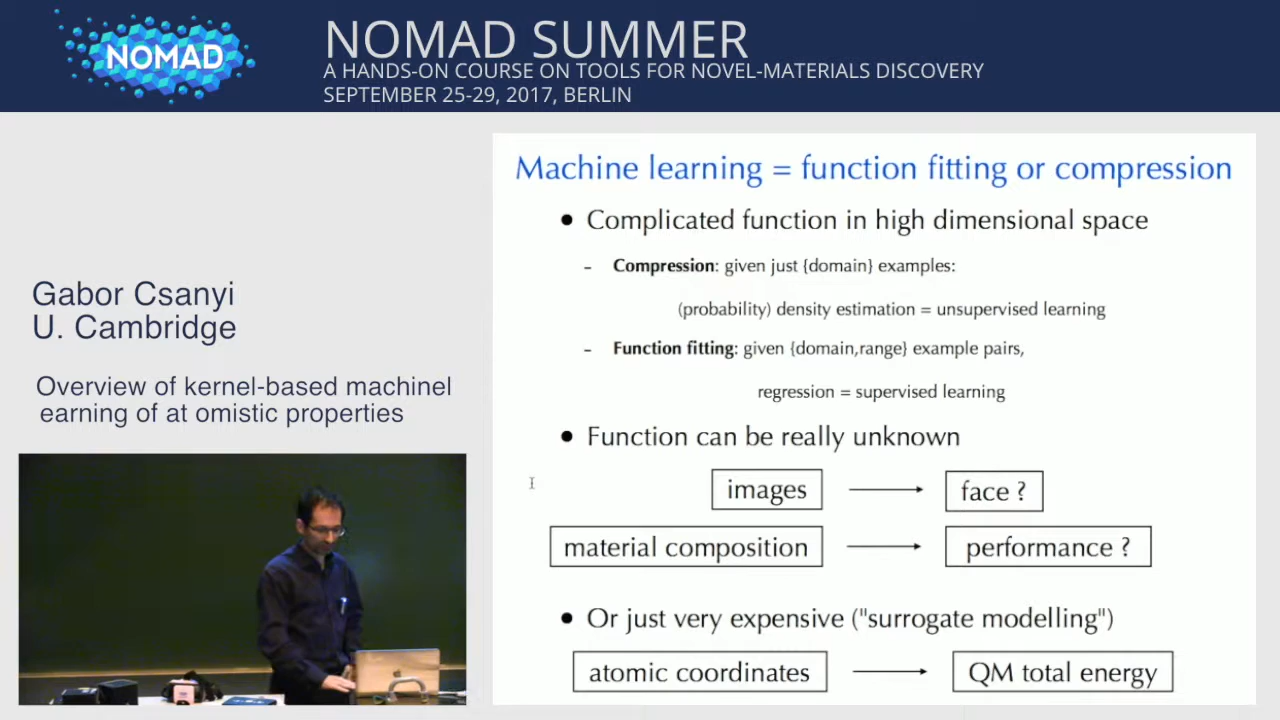 NOMAD
NOMAD SUMMER
A HANDS-ON COURSE ON TOOLS FOR NOVEL-MATERIALS DISCOVERY
SEPTEMBER 25-29, 2017, BERLIN
Gabor Csanyi
U. Cambridge
Overview of kernel-based machinel
earning of at omistic properties
Machine learning = function fitting or compression
• Complicated function in high dimensional space
– Compression: given just {domain} examples:
(probability) density estimation = unsupervised learning
– Function fitting: given {domain,range} example pairs,
regression = supervised learning
• Function can be really unknown
images → face ?
material composition → performance ?
• Or just very expensive ("surrogate modelling")
atomic coordinates → QM total energy